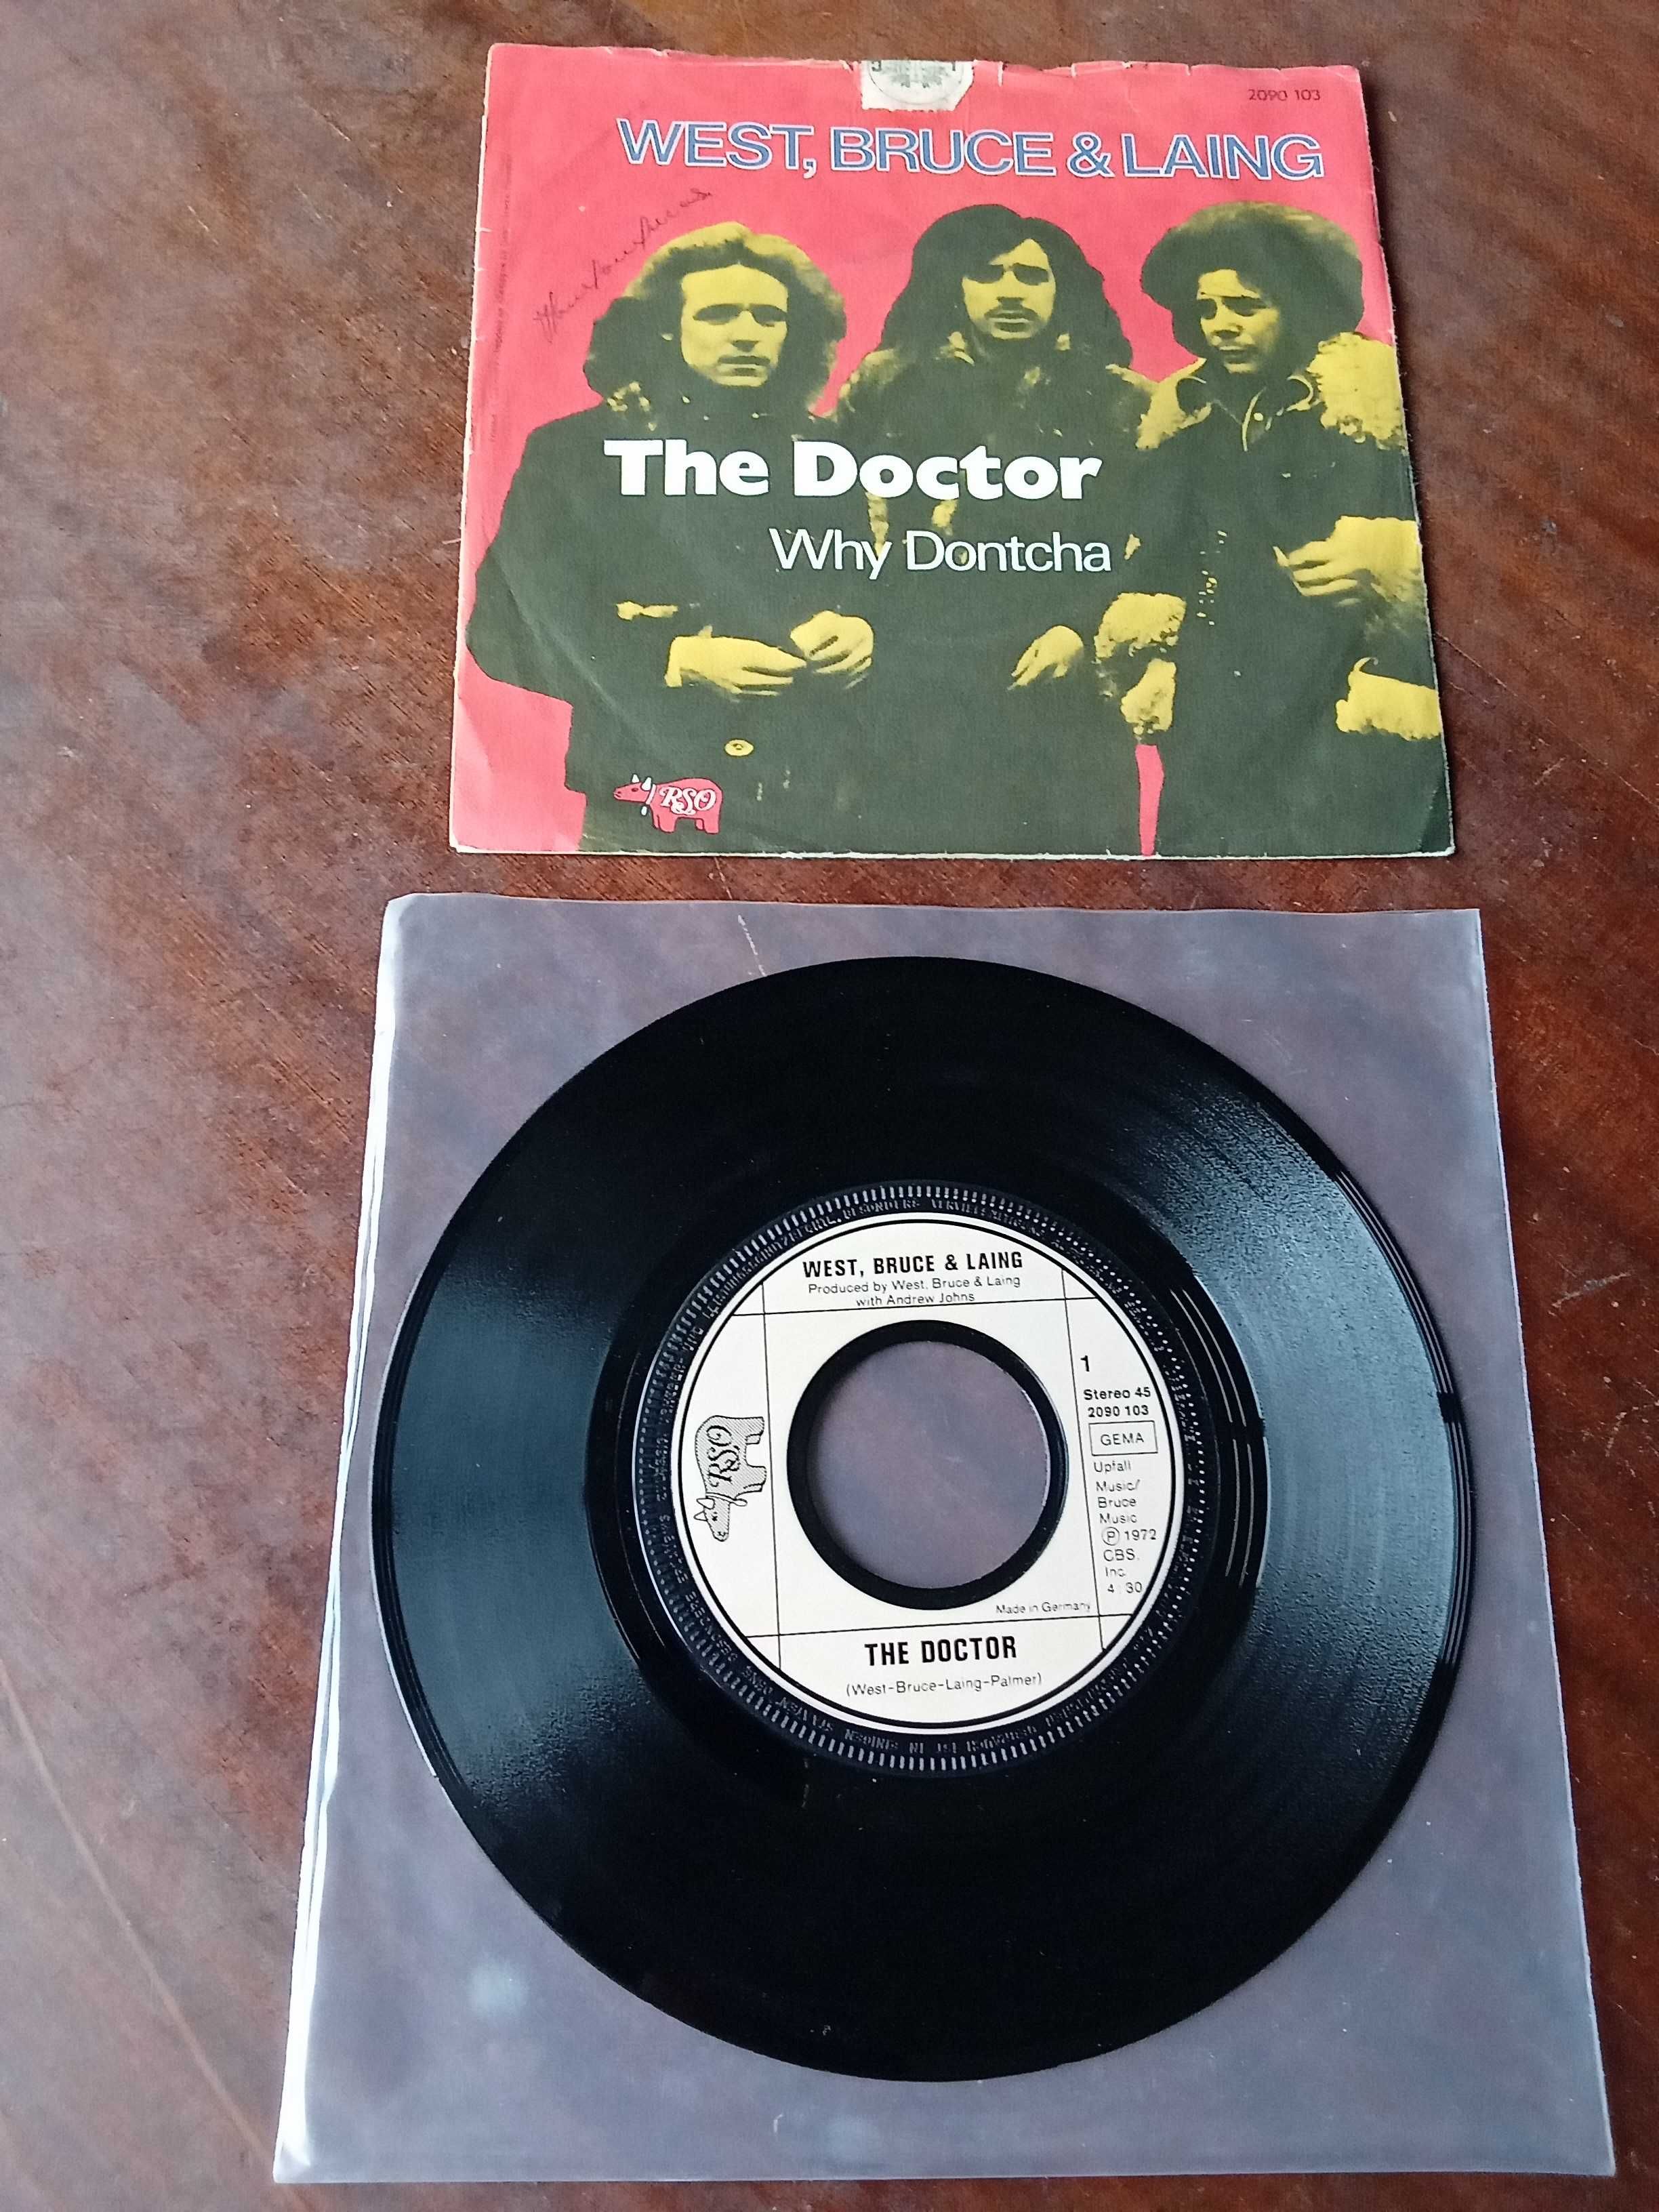 2090 103
WEST, BRUCE & LAING
The Doctor
Why Dontcha
RSO
WEST, BRUCE & LAING
Produced by West, Bruce & Laing
with Andrew Johns
RSO
1
Stereo 45
2090 103
GEMA
Upfall
Music/
Bruce
Music
Ⓟ 1972
CBS,
Inc.
4:30
Made in Germany
THE DOCTOR
(West-Bruce-Laing-Palmer)